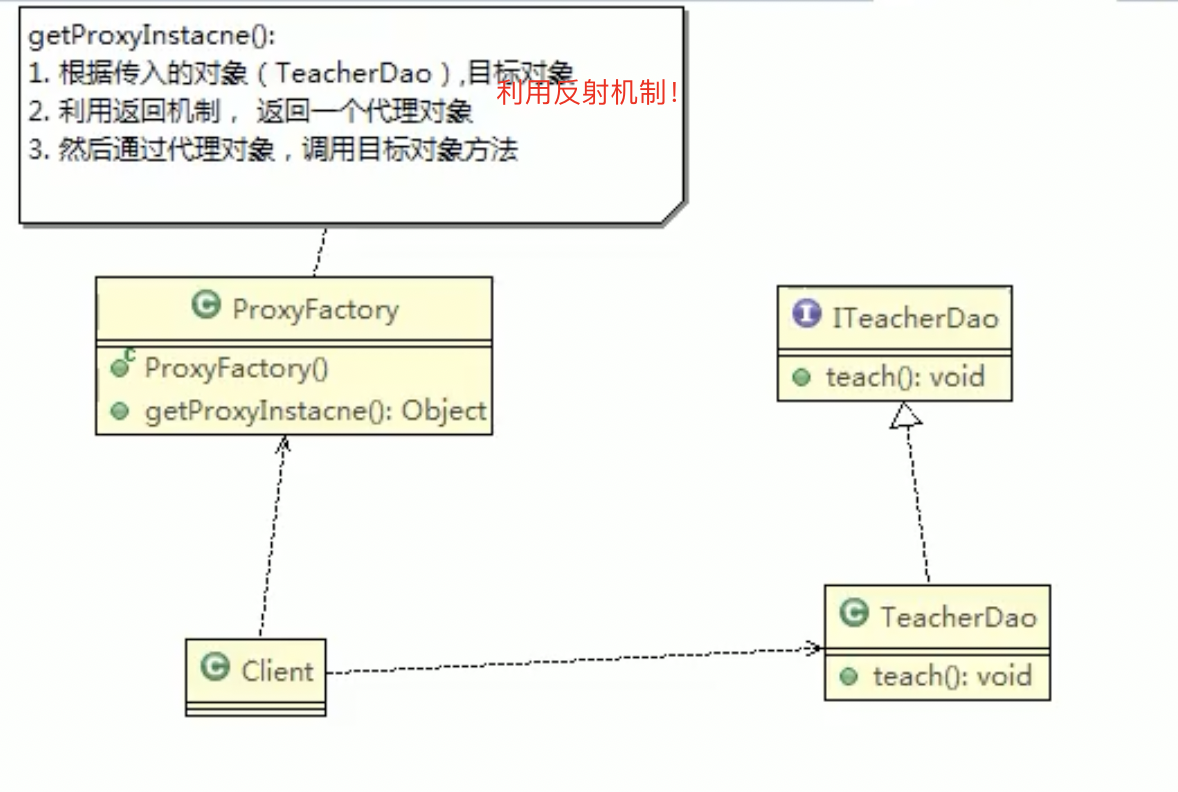 getProxyInstacne():
1. 根据传入的对象（TeacherDao）,目标对象
利用反射机制！
2. 利用返回机制， 返回一个代理对象
3. 然后通过代理对象，调用目标对象方法
C ProxyFactory
C ProxyFactory()
getProxyInstacne(): Object
I ITeacherDao
teach(): void
C Client
C TeacherDao
teach(): void